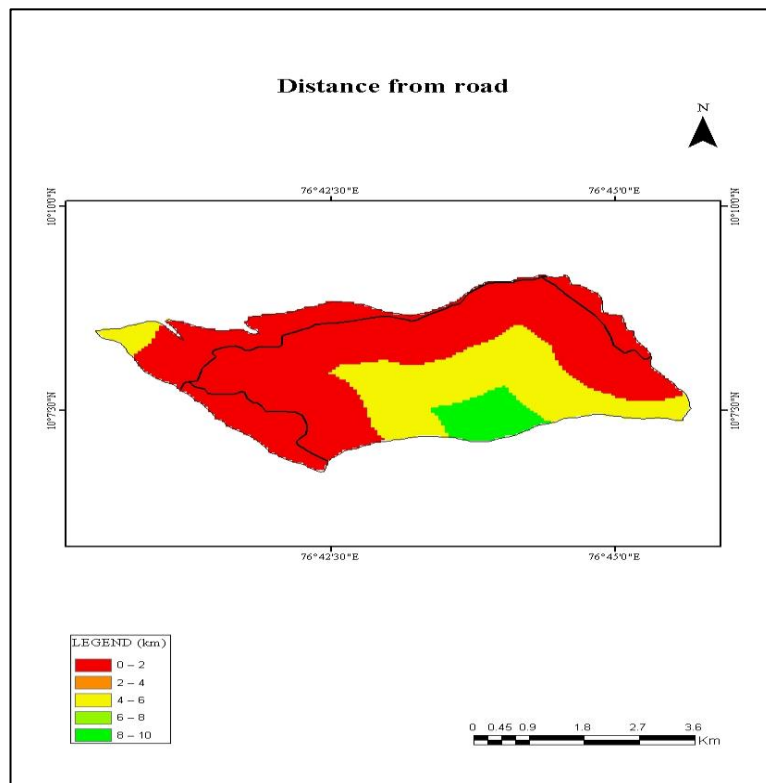 Distance from road
N
76°42'30"E 76°45'0"E
10°10'0"N 10°10'0"N
10°7'30"N 10°7'30"N
76°42'30"E 76°45'0"E
LEGEND (km)
0 – 2
2 – 4
4 – 6
6 – 8
8 – 10
0 0.45 0.9 1.8 2.7 3.6
Km